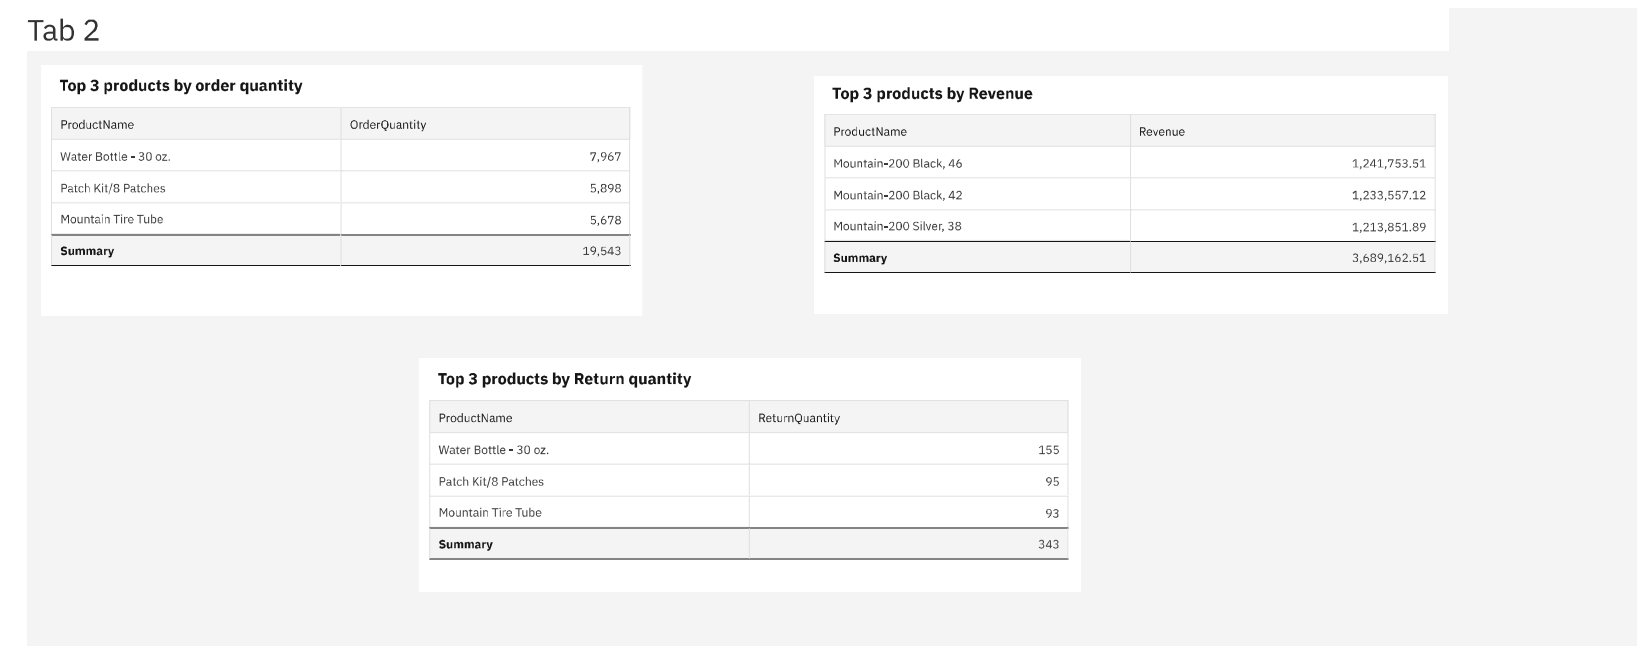 Tab 2
Top 3 products by order quantity
ProductName OrderQuantity
Water Bottle - 30 oz. 7,967
Patch Kit/8 Patches 5,898
Mountain Tire Tube 5,678
Summary 19,543
Top 3 products by Revenue
ProductName Revenue
Mountain-200 Black, 46 1,241,753.51
Mountain-200 Black, 42 1,233,557.12
Mountain-200 Silver, 38 1,213,851.89
Summary 3,689,162.51
Top 3 products by Return quantity
ProductName ReturnQuantity
Water Bottle - 30 oz. 155
Patch Kit/8 Patches 95
Mountain Tire Tube 93
Summary 343